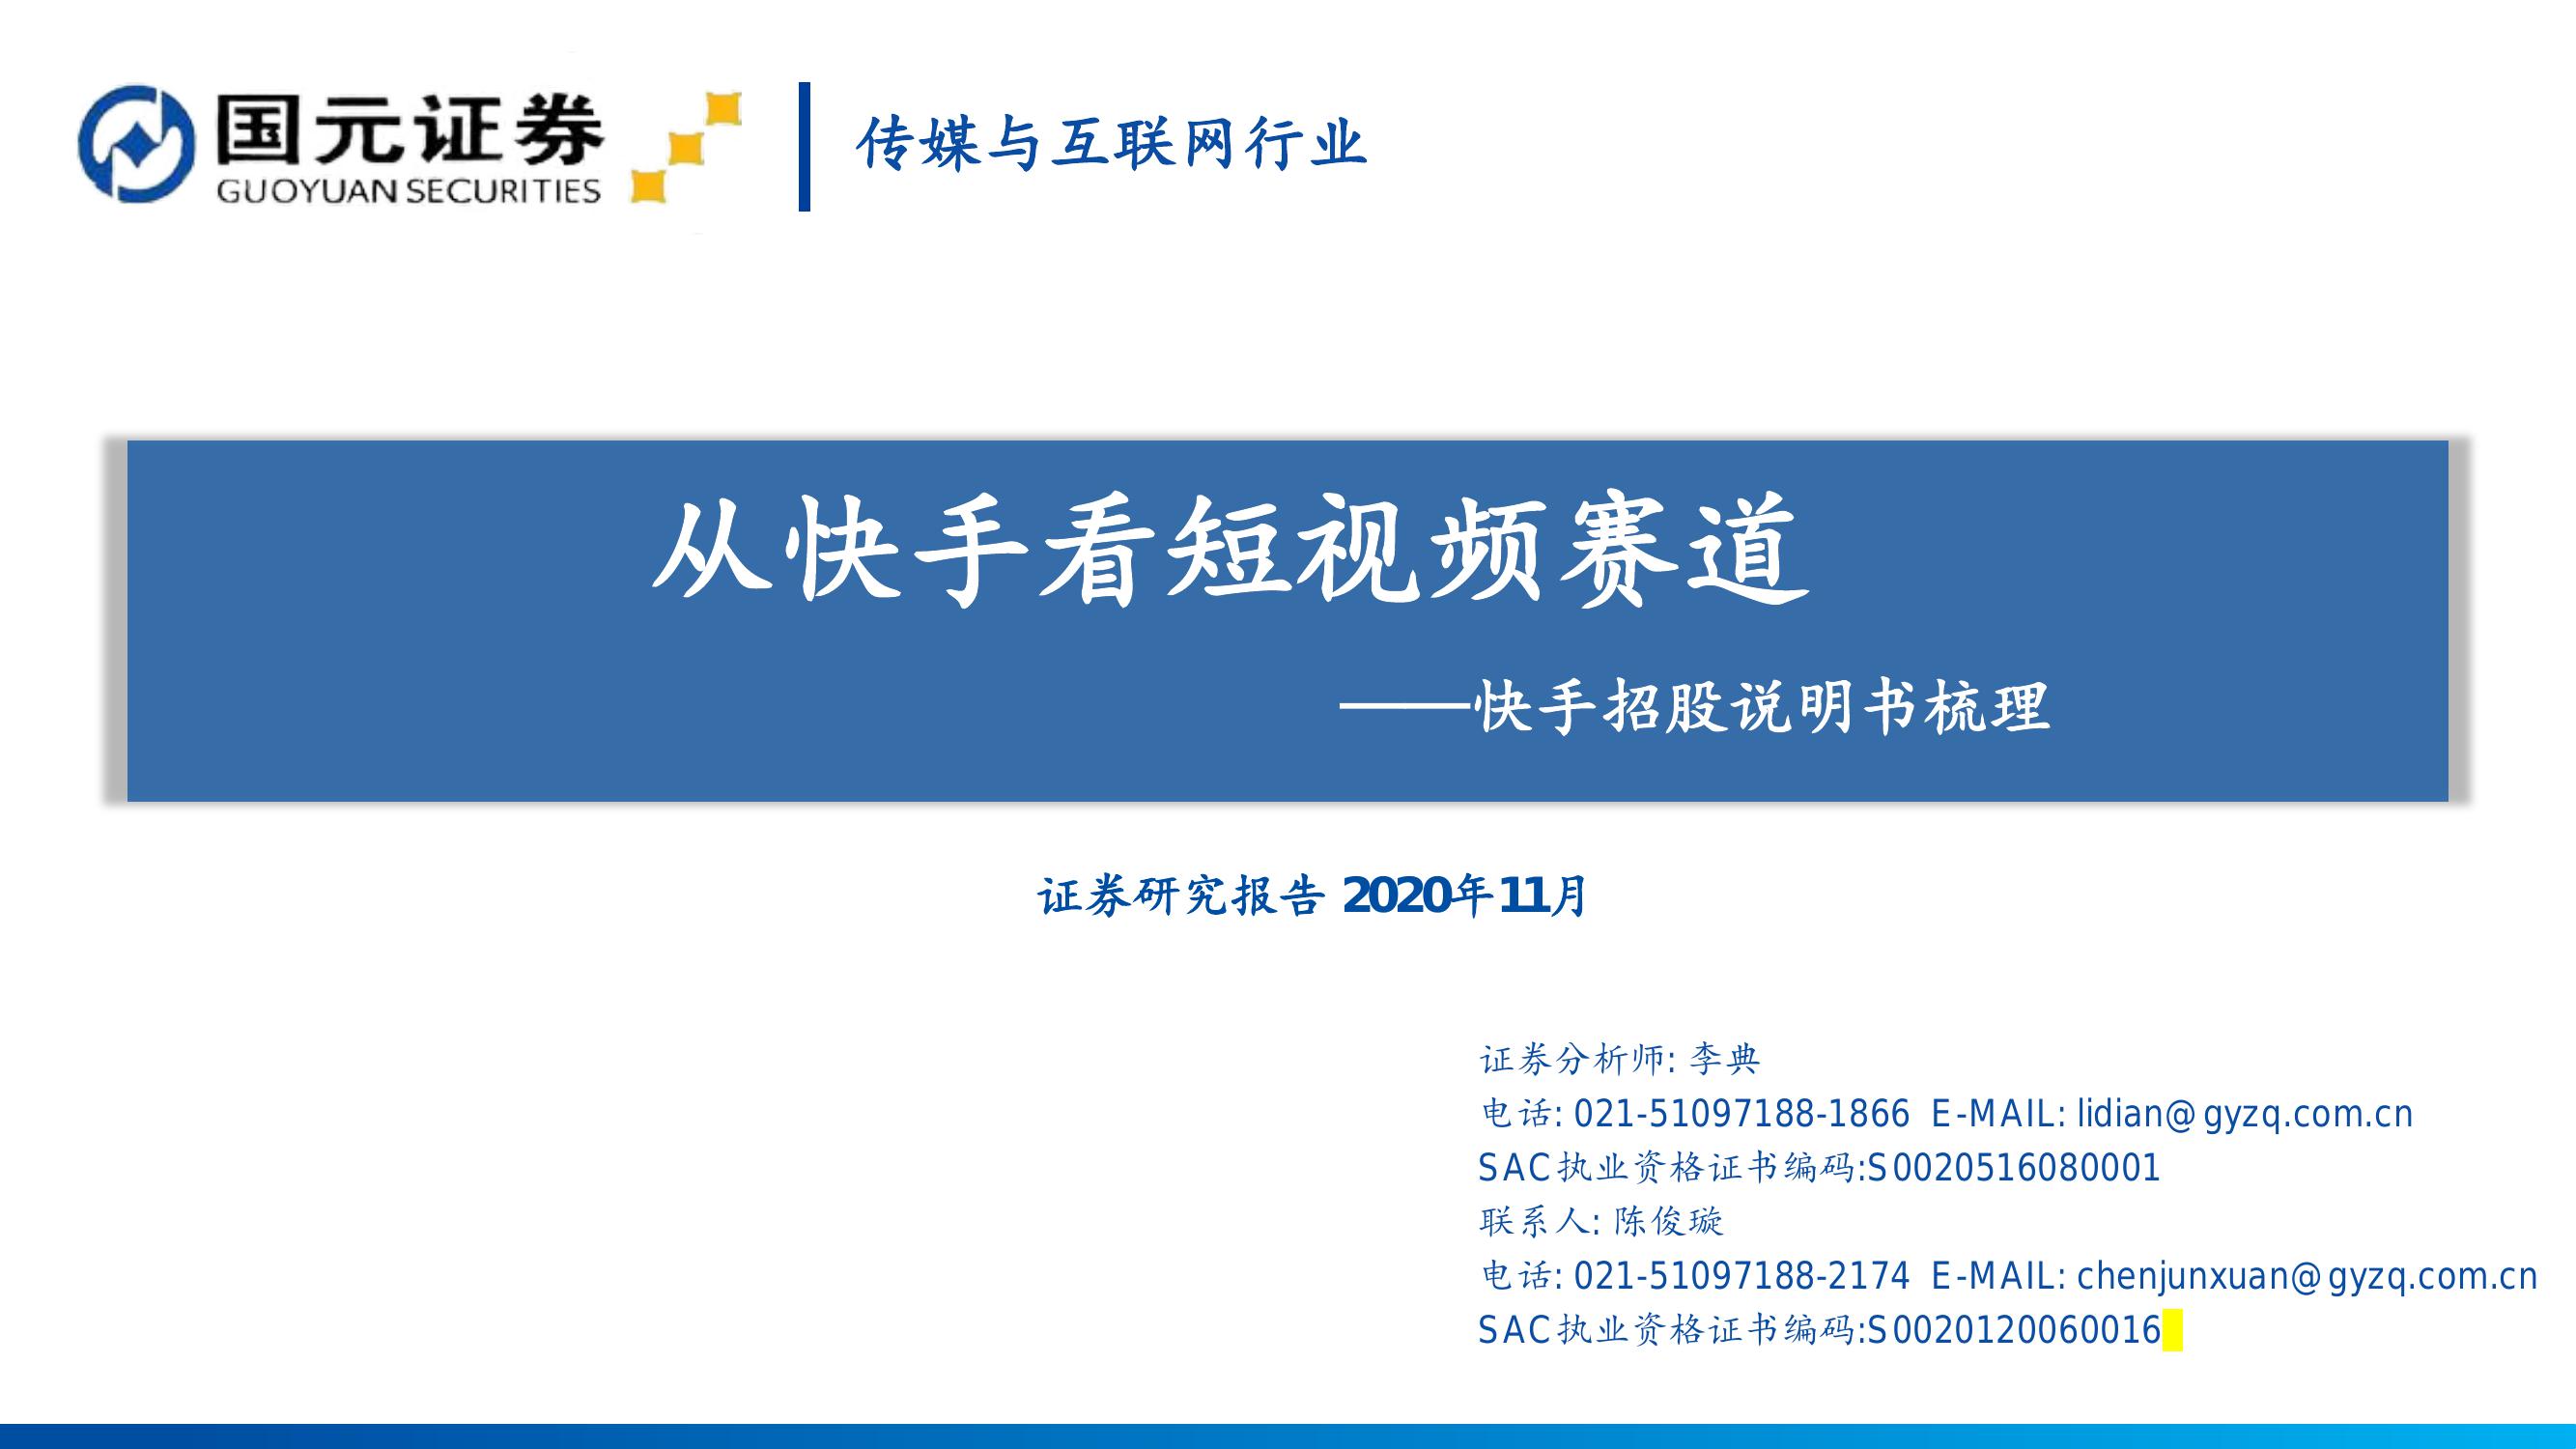 国元证券
GUOYUAN SECURITIES
传媒与互联网行业
从快手看短视频赛道
——快手招股说明书梳理
证券研究报告 2020年11月
证券分析师: 李典
电话: 021-51097188-1866 E-MAIL: lidian@gyzq.com.cn
SAC执业资格证书编码:S0020516080001
联系人: 陈俊璇
电话: 021-51097188-2174 E-MAIL: chenjunxuan@gyzq.com.cn
SAC执业资格证书编码:S0020120060016